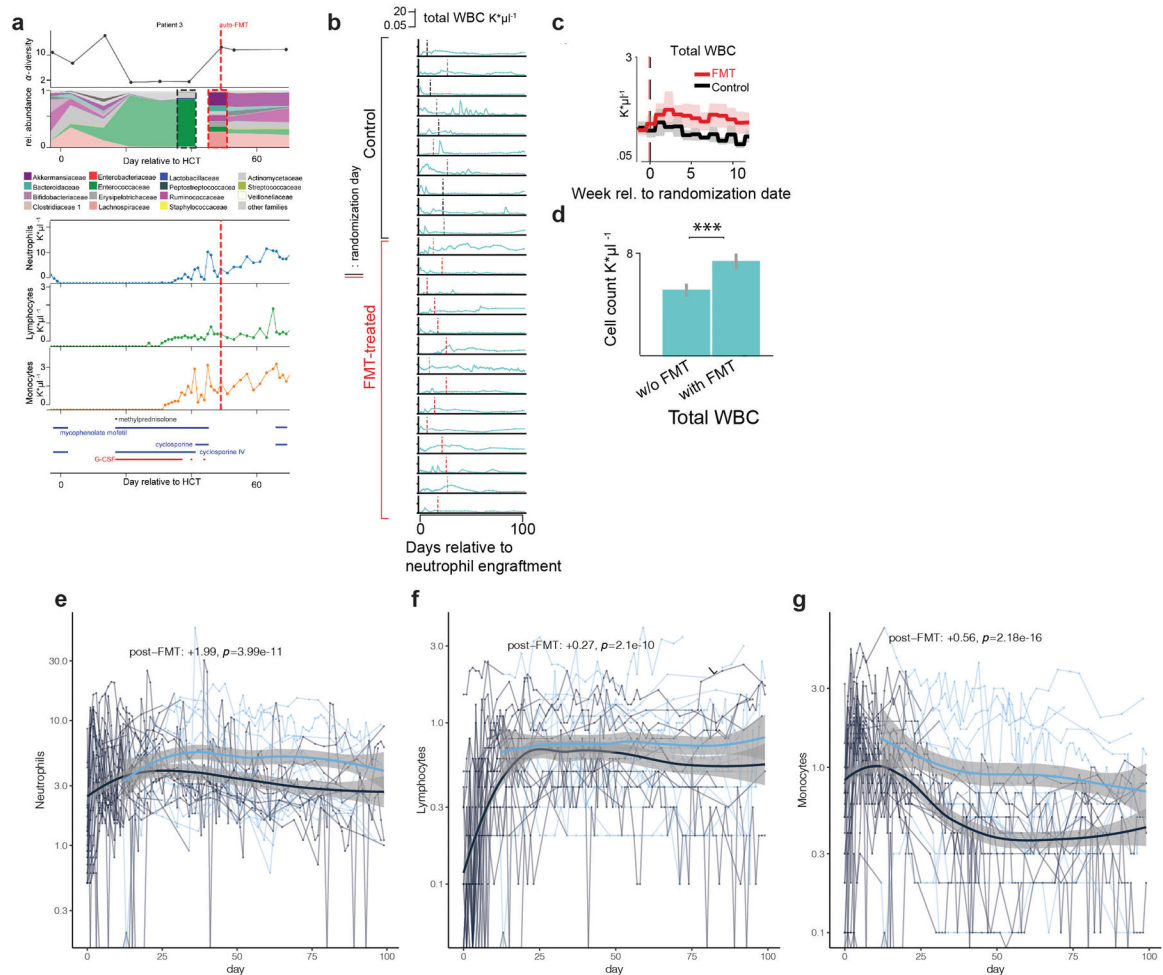 a
Patient 3
auto-FMT
α-diversity
10
2
rel. abundance
1
0
0
60
Day relative to HCT
Akkermansiaceae
Enterobacteriaceae
Lactobacillaceae
Actinomycetaceae
Bacteroidaceae
Enterococcaceae
Peptostreptococcaceae
Streptococcaceae
Bifidobacteriaceae
Erysipelotrichaceae
Ruminococcaceae
Veillonellaceae
Clostridiaceae 1
Lachnospiraceae
Staphylococcaceae
other families
Neutrophils
K*μl⁻¹
10
0
Lymphocytes
K*μl⁻¹
3
0
Monocytes
K*μl⁻¹
3
0
methylprednisolone
mycophenolate mofetil
cyclosporine
cyclosporine IV
G-CSF
0
Day relative to HCT
60
b
20
0.05
total WBC K*μl⁻¹
Control
: randomization day
FMT-treated
0
100
Days relative to
neutrophil engraftment
c
Total WBC
3
K*μl⁻¹
.05
FMT
Control
0
5
10
Week rel. to randomization date
d
***
8
Cell count K*μl ⁻¹
w/o FMT
with FMT
Total WBC
e
post−FMT: +1.99, p=3.99e-11
Neutrophils
30.0
10.0
3.0
1.0
0.3
0
25
50
75
100
day
f
post−FMT: +0.27, p=2.1e-10
Lymphocytes
3.0
1.0
0.3
0.1
0
25
50
75
100
day
g
post−FMT: +0.56, p=2.18e-16
Monocytes
3.0
1.0
0.3
0.1
0
25
50
75
100
day